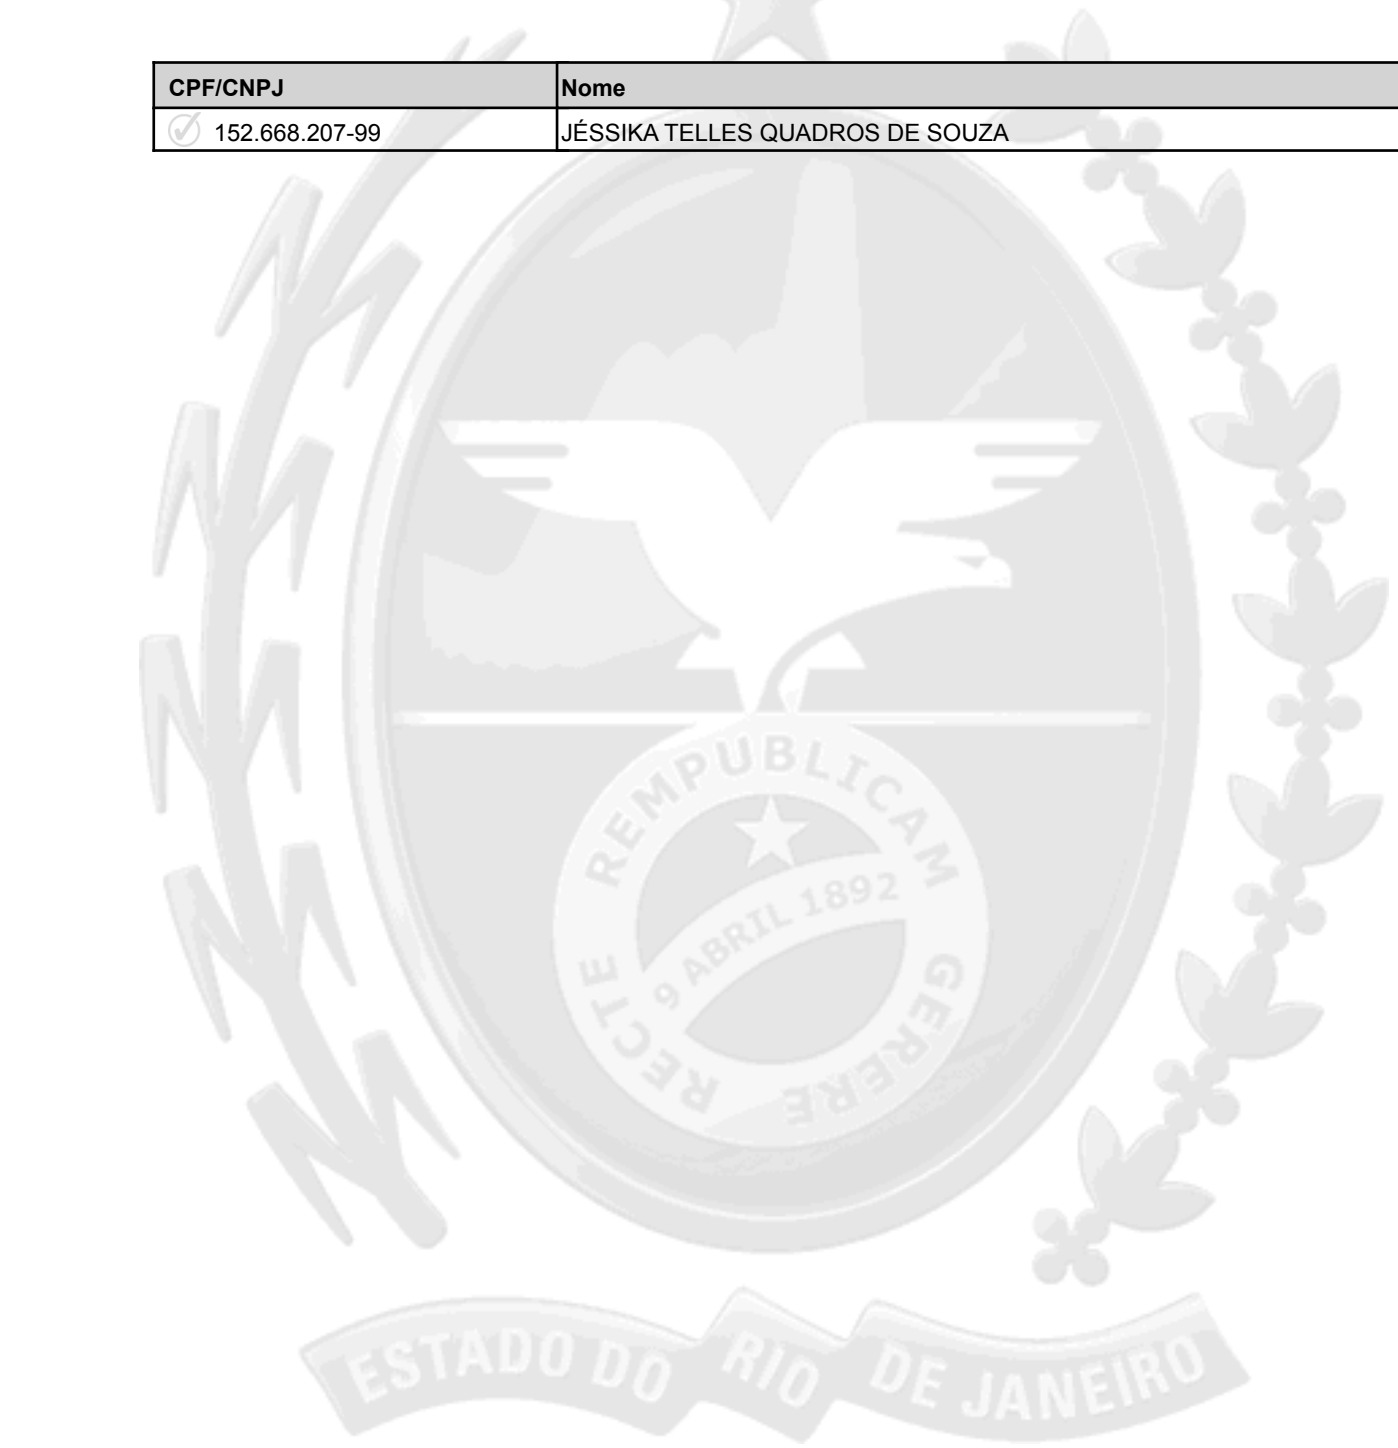 CPF/CNPJ Nome
152.668.207-99 JÉSSIKA TELLES QUADROS DE SOUZA
REMPUBLICAM
9 ABRIL 1892
RECTE GERERE
ESTADO DO RIO DE JANEIRO